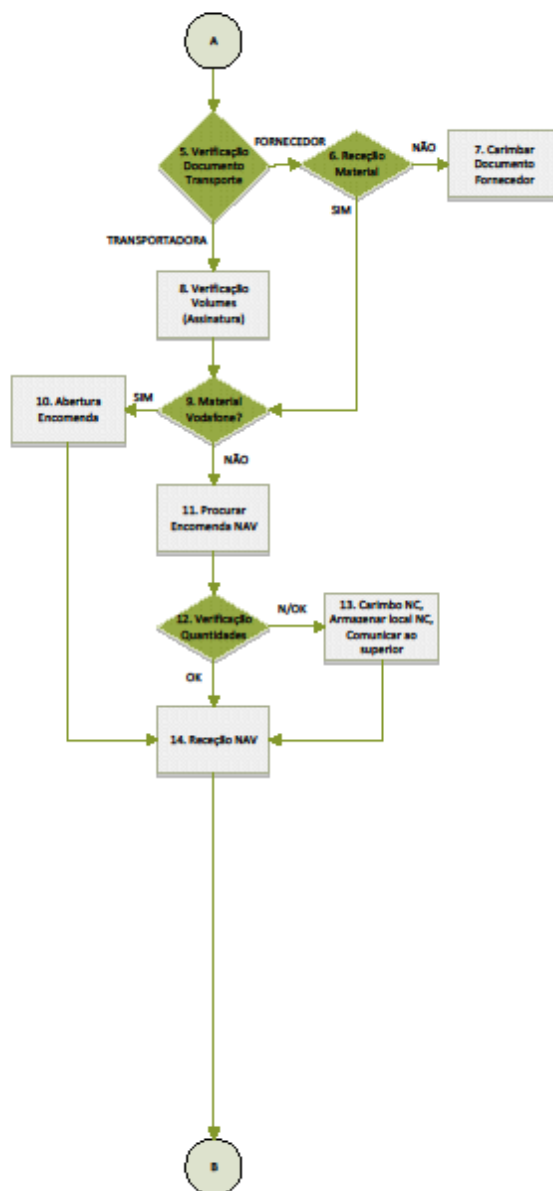 A
5. Verificação
Documento
Transporte
FORNECEDOR
6. Receção
Material
NÃO
7. Carimbar
Documento
Fornecedor
SIM
TRANSPORTADORA
8. Verificação
Volumes
(Assinatura)
10. Abertura
Encomenda
SIM
9. Material
Vodafone?
NÃO
11. Procurar
Encomenda NAV
12. Verificação
Quantidades
N/OK
13. Carimbo NC,
Armazenar local NC,
Comunicar ao
superior
OK
14. Receção NAV
B